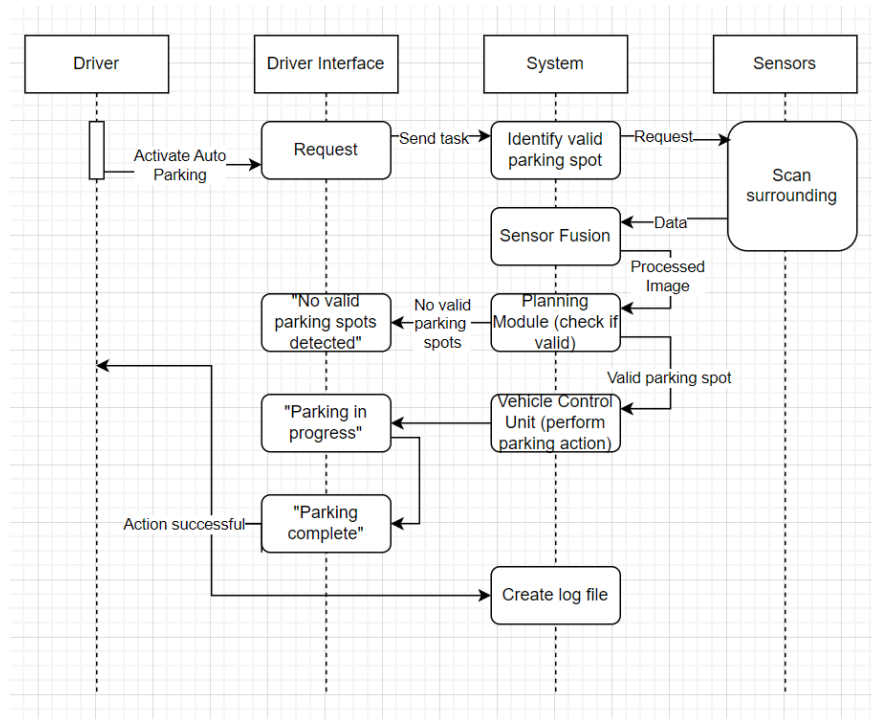 Driver
Driver Interface
System
Sensors
Activate Auto
Parking
Request
Send task
Identify valid
parking spot
Request
Scan
surrounding
Data
Sensor Fusion
Processed
Image
"No valid
parking spots
detected"
No valid
parking
spots
Planning
Module (check if
valid)
Valid parking spot
"Parking in
progress"
Vehicle Control
Unit (perform
parking action)
Action successful
"Parking
complete"
Create log file